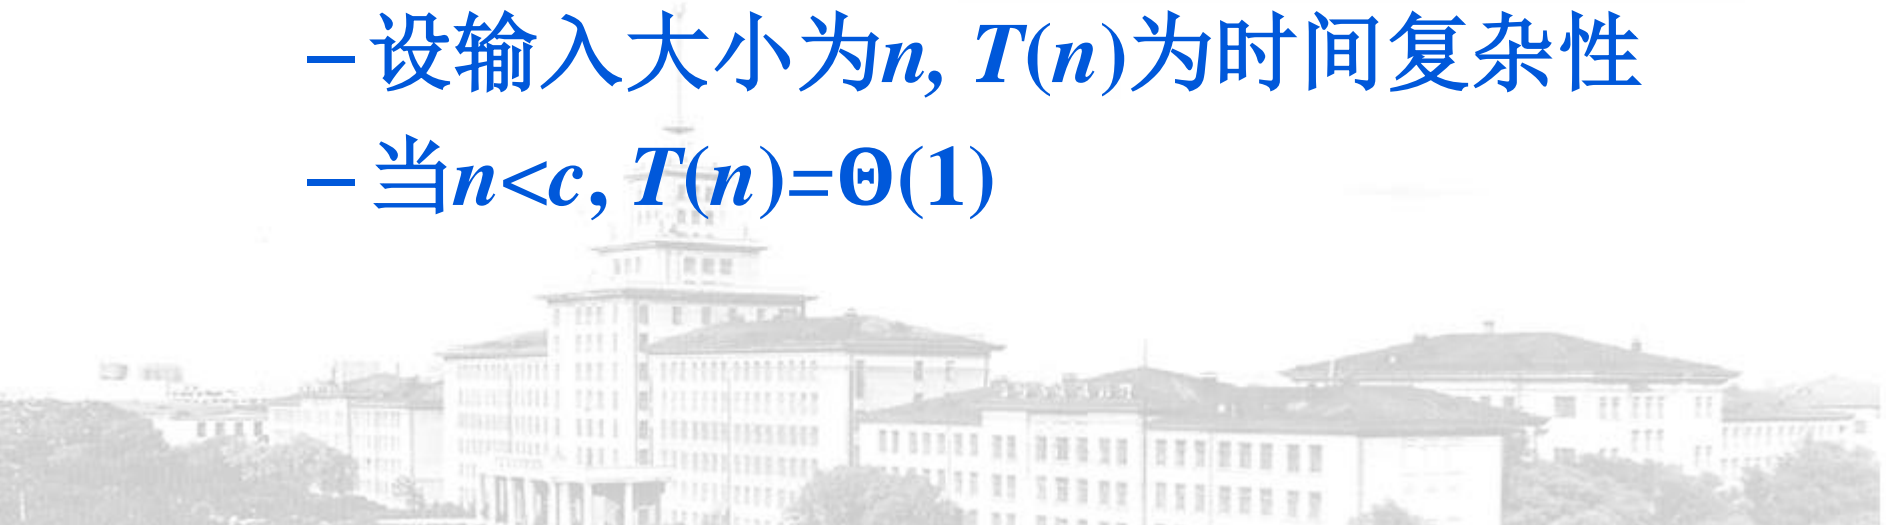 – 设输入大小为n, T(n)为时间复杂性
– 当n<c, T(n)=Θ(1)